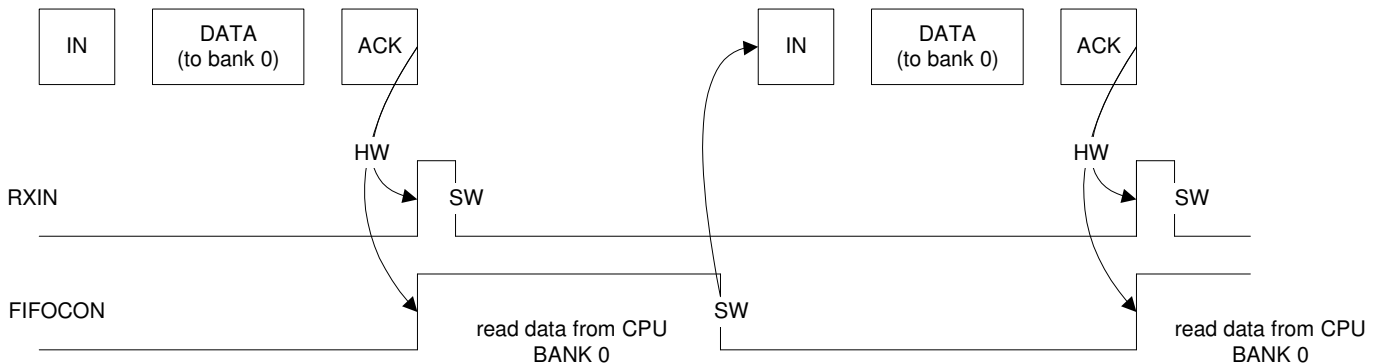 IN
DATA
(to bank 0)
ACK
IN
DATA
(to bank 0)
ACK
HW
HW
RXIN
SW
SW
FIFOCON
SW
read data from CPU
BANK 0
read data from CPU
BANK 0